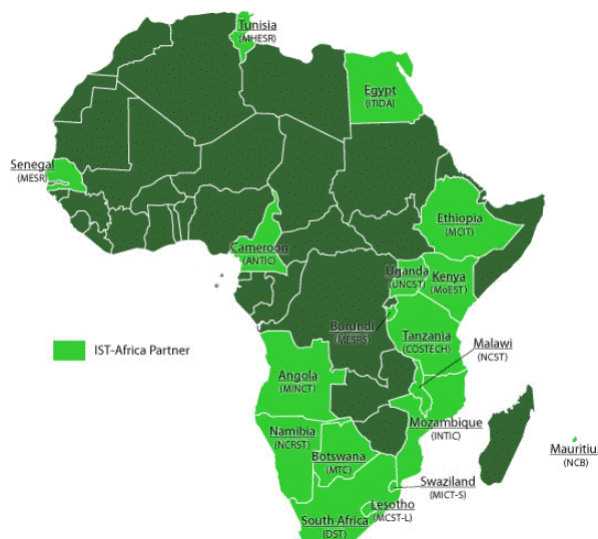 Tunisia
(MHESR)
Egypt
(ITIDA)
Senegal
(MESR)
Ethiopia
(MCIT)
Cameroon
(ANTIC)
Uganda
(UNCST)
Kenya
(MoEST)
Burundi
(MESRS)
Tanzania
(COSTECH)
Malawi
(NCST)
IST-Africa Partner
Angola
(MINCT)
Mozambique
(INTIC)
Namibia
(NCRST)
Botswana
(MTC)
Mauritiu
(NCB)
Swaziland
(MICT-S)
Lesotho
(MCST-L)
South Africa
(DST)